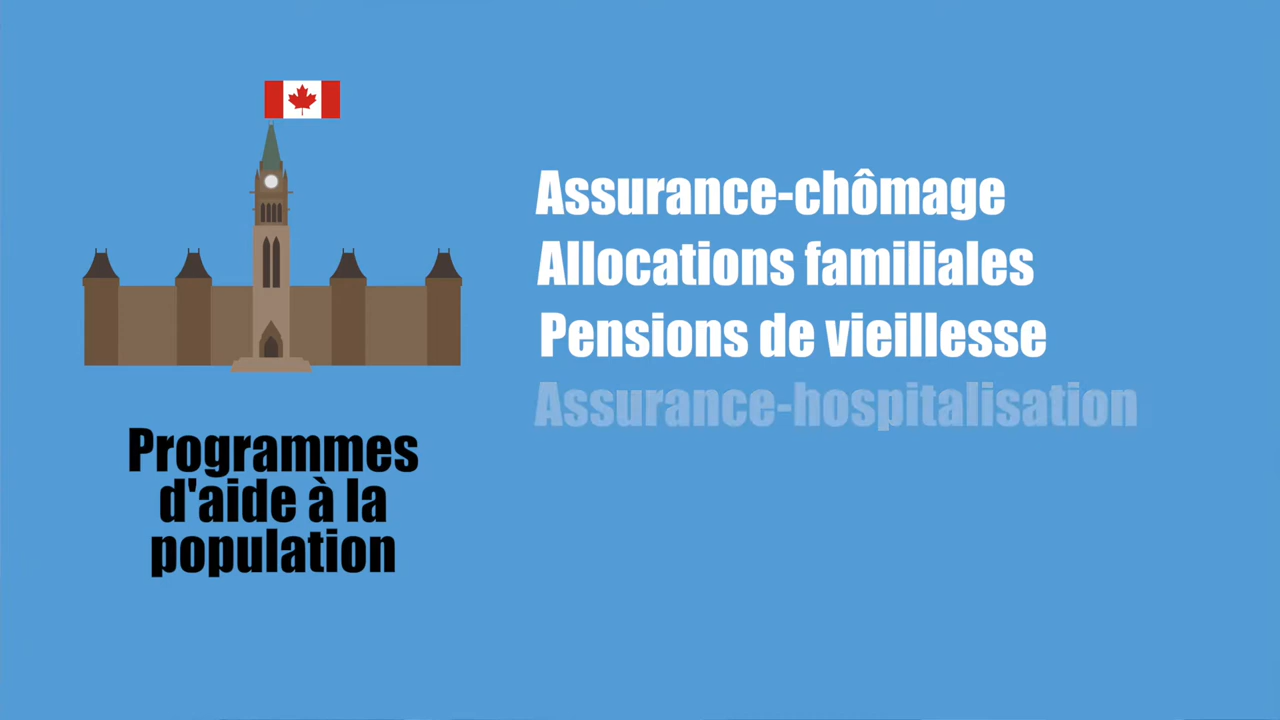 Assurance-chômage
Allocations familiales
Pensions de vieillesse
Assurance-hospitalisation
Programmes
d'aide à la
population